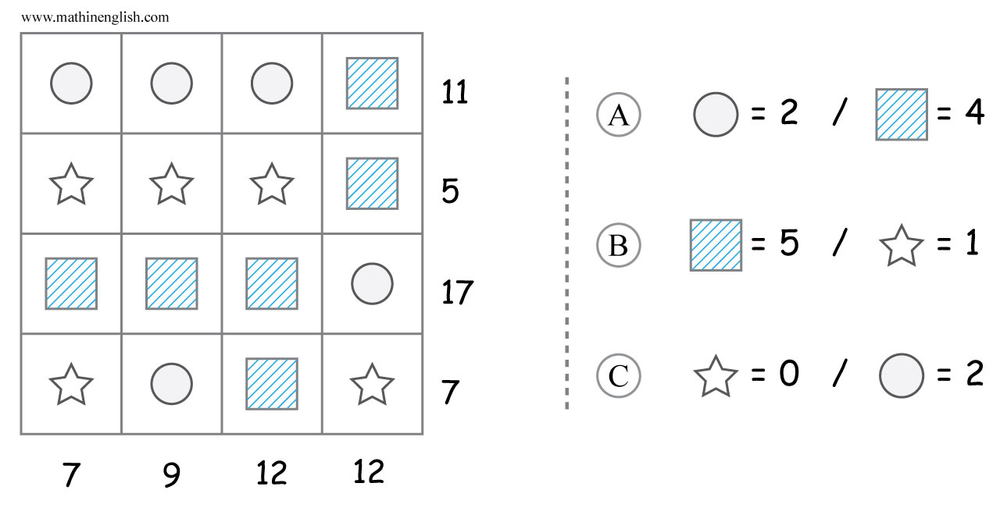 www.mathinenglish.com
11
5
17
7
7 9 12 12
A = 2 / = 4
B = 5 / = 1
C = 0 / = 2